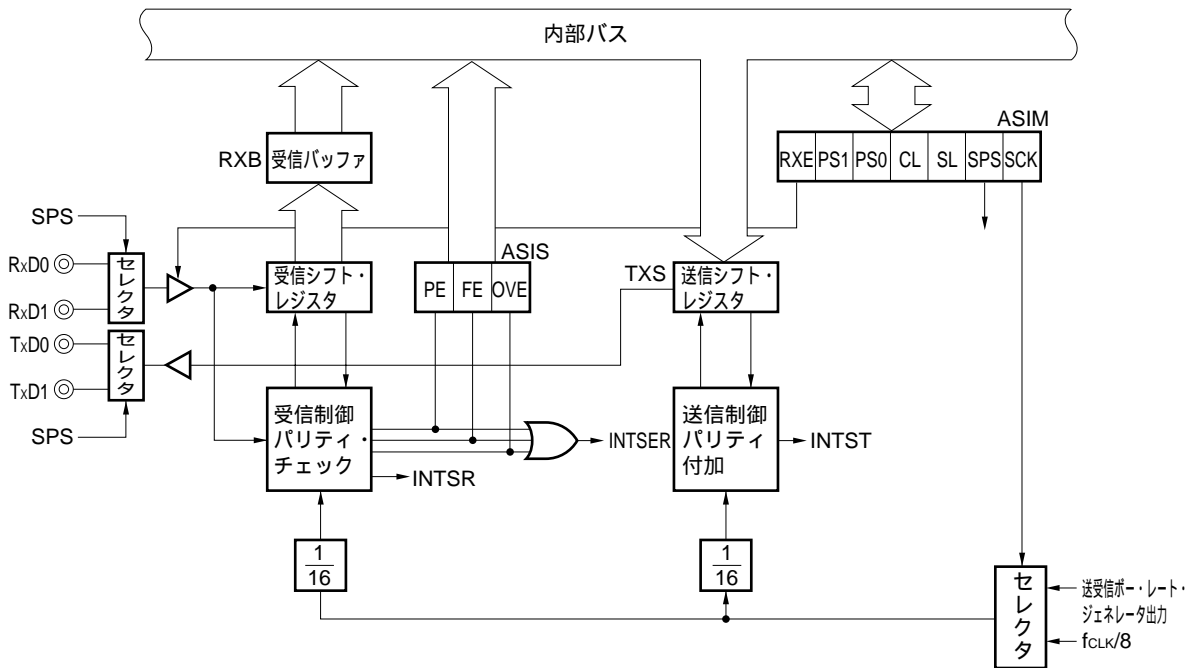 内部バス
ASIM
RXE PS1 PS0 CL SL SPS SCK
RXB
受信バッファ
SPS
RxD0
RxD1
セレクタ
TxD0
TxD1
セレクタ
SPS
受信シフト・
レジスタ
ASIS
PE FE OVE
TXS
送信シフト・
レジスタ
受信制御
パリティ・
チェック
INTSER
INTSR
送信制御
パリティ
付加
INTST
1
16
1
16
セレクタ
送受信ボー・レート・
ジェネレータ出力
fCLK/8